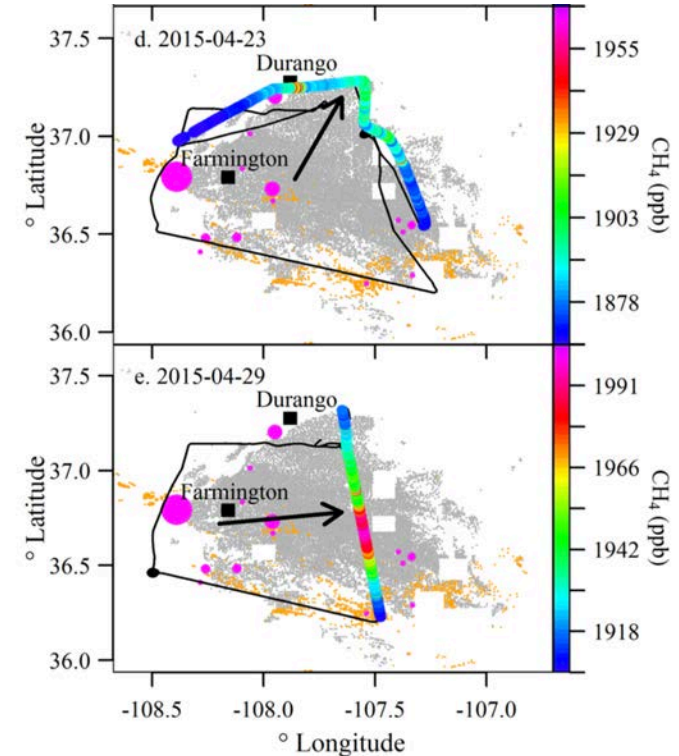 37.5
d. 2015-04-23
Durango
37.0
Farmington
36.5
36.0
° Latitude
1955
1929
1903
1878
CH₄ (ppb)
37.5
e. 2015-04-29
Durango
37.0
Farmington
36.5
36.0
° Latitude
1991
1966
1942
1918
CH₄ (ppb)
-108.5 -108.0 -107.5 -107.0
° Longitude